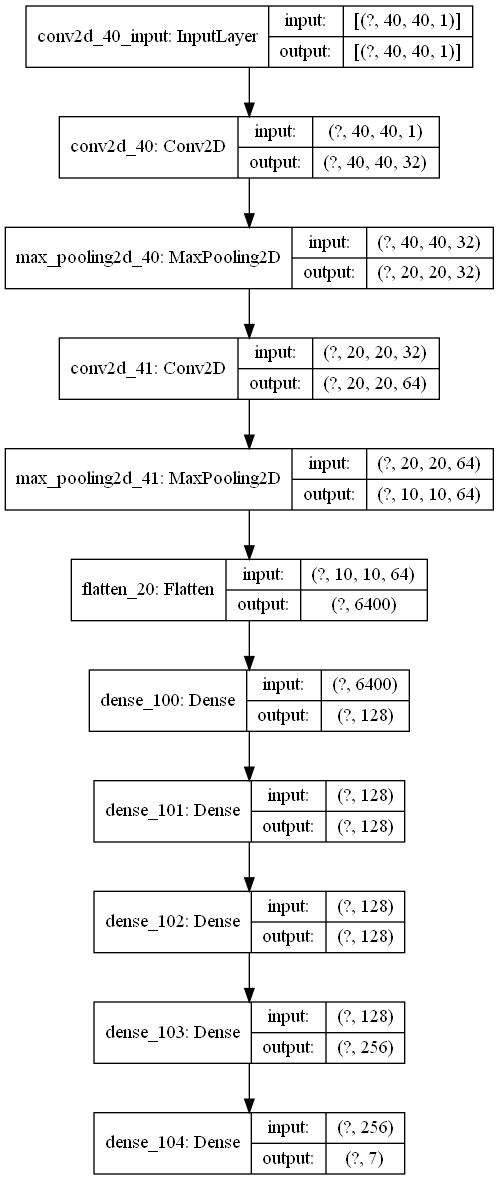 conv2d_40_input: InputLayer
input: [(?, 40, 40, 1)]
output: [(?, 40, 40, 1)]
conv2d_40: Conv2D
input: (?, 40, 40, 1)
output: (?, 40, 40, 32)
max_pooling2d_40: MaxPooling2D
input: (?, 40, 40, 32)
output: (?, 20, 20, 32)
conv2d_41: Conv2D
input: (?, 20, 20, 32)
output: (?, 20, 20, 64)
max_pooling2d_41: MaxPooling2D
input: (?, 20, 20, 64)
output: (?, 10, 10, 64)
flatten_20: Flatten
input: (?, 10, 10, 64)
output: (?, 6400)
dense_100: Dense
input: (?, 6400)
output: (?, 128)
dense_101: Dense
input: (?, 128)
output: (?, 128)
dense_102: Dense
input: (?, 128)
output: (?, 128)
dense_103: Dense
input: (?, 128)
output: (?, 256)
dense_104: Dense
input: (?, 256)
output: (?, 7)